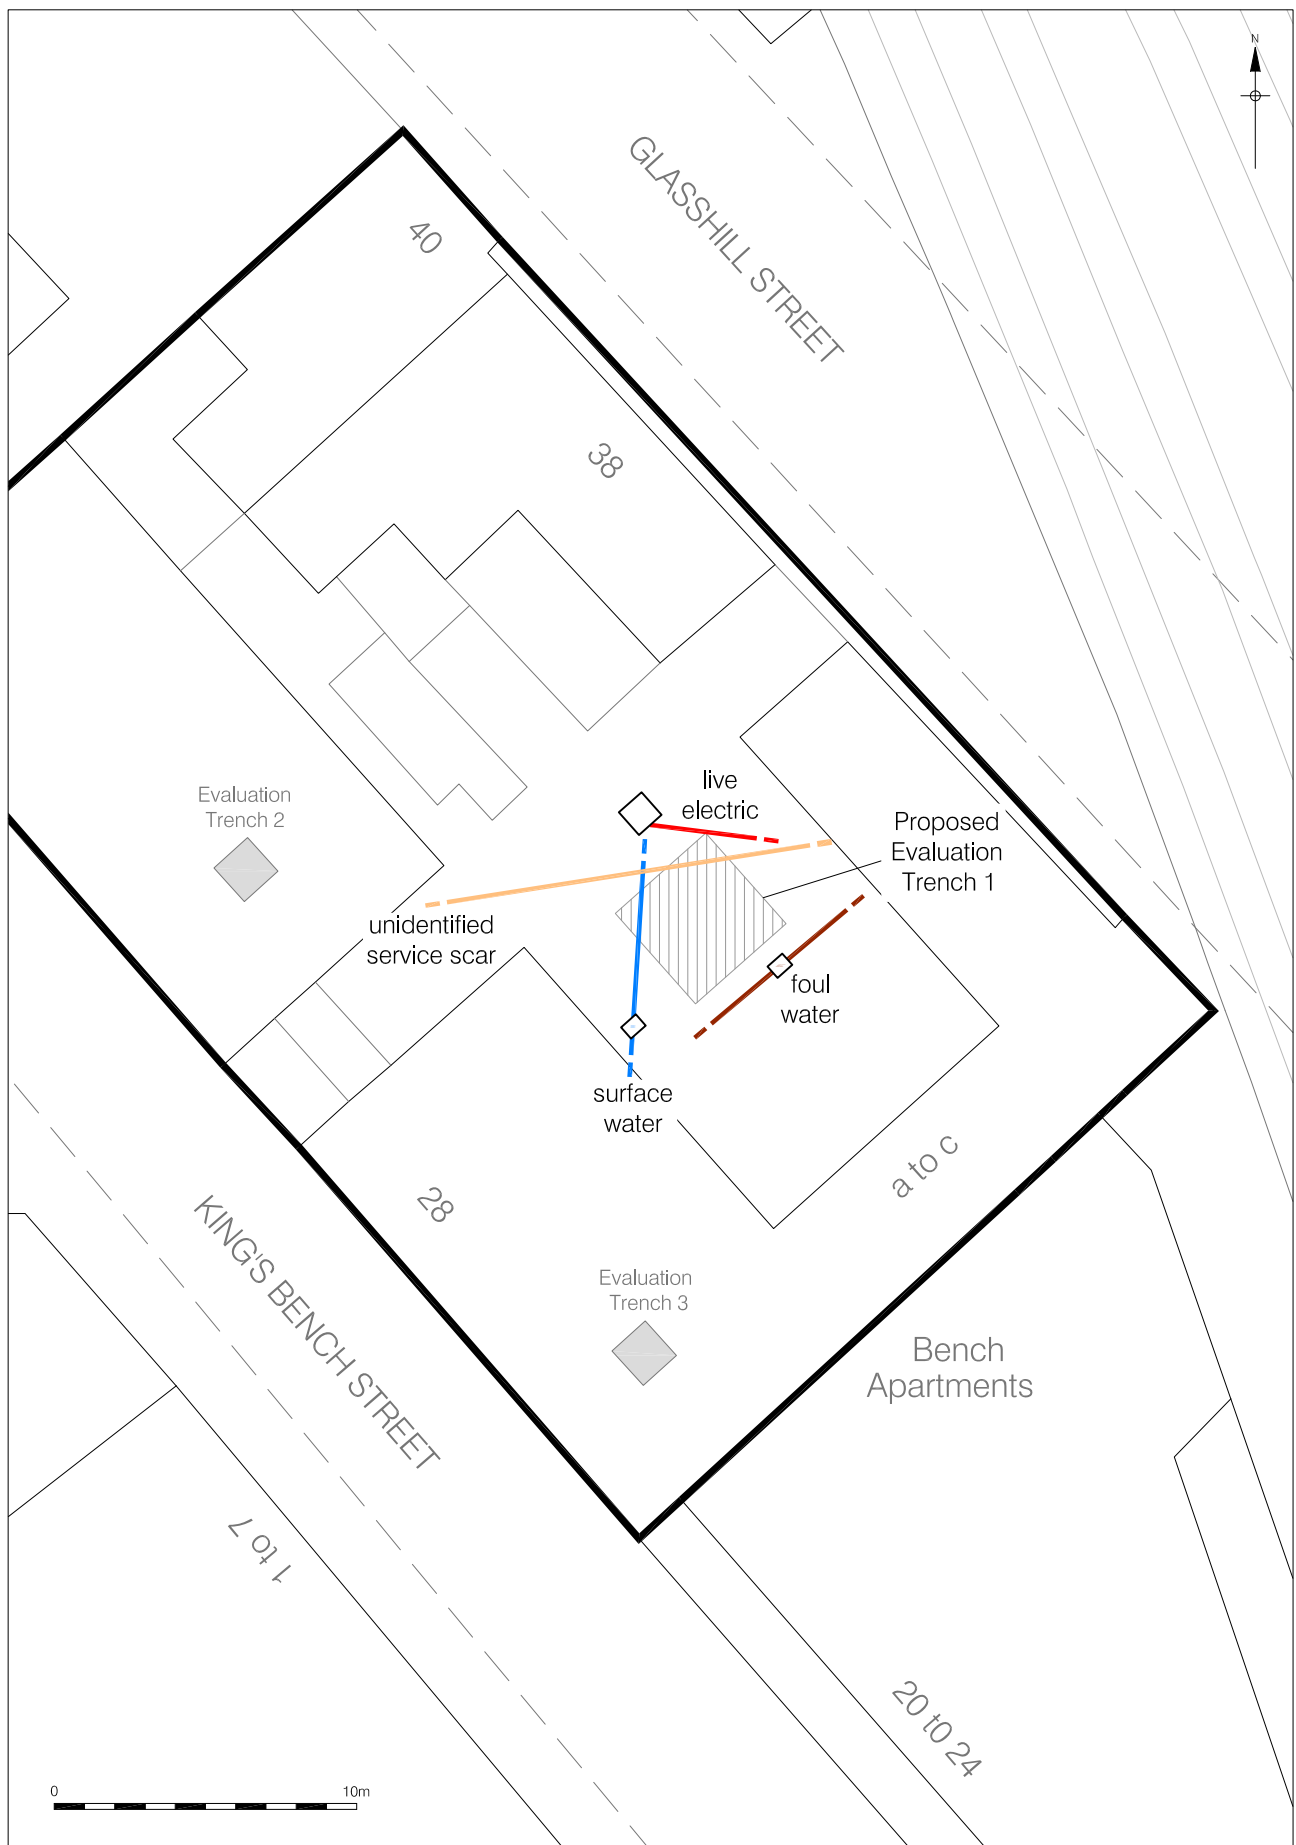 N
GLASSHILL STREET
40
38
live
electric
Evaluation
Trench 2
Proposed
Evaluation
Trench 1
unidentified
service scar
foul
water
surface
water
a to c
28
KING'S BENCH STREET
Evaluation
Trench 3
Bench
Apartments
1 to 7
20 to 24
0 10m